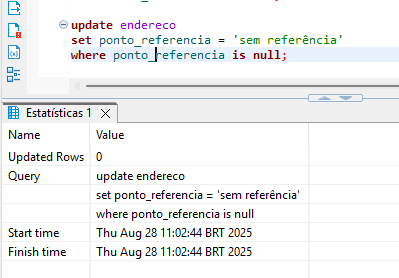 update endereco
set ponto_referencia = 'sem referência'
where ponto_referencia is null;
Estatísticas 1
Name Value
Updated Rows 0
Query update endereco
set ponto_referencia = 'sem referência'
where ponto_referencia is null
Start time Thu Aug 28 11:02:44 BRT 2025
Finish time Thu Aug 28 11:02:44 BRT 2025